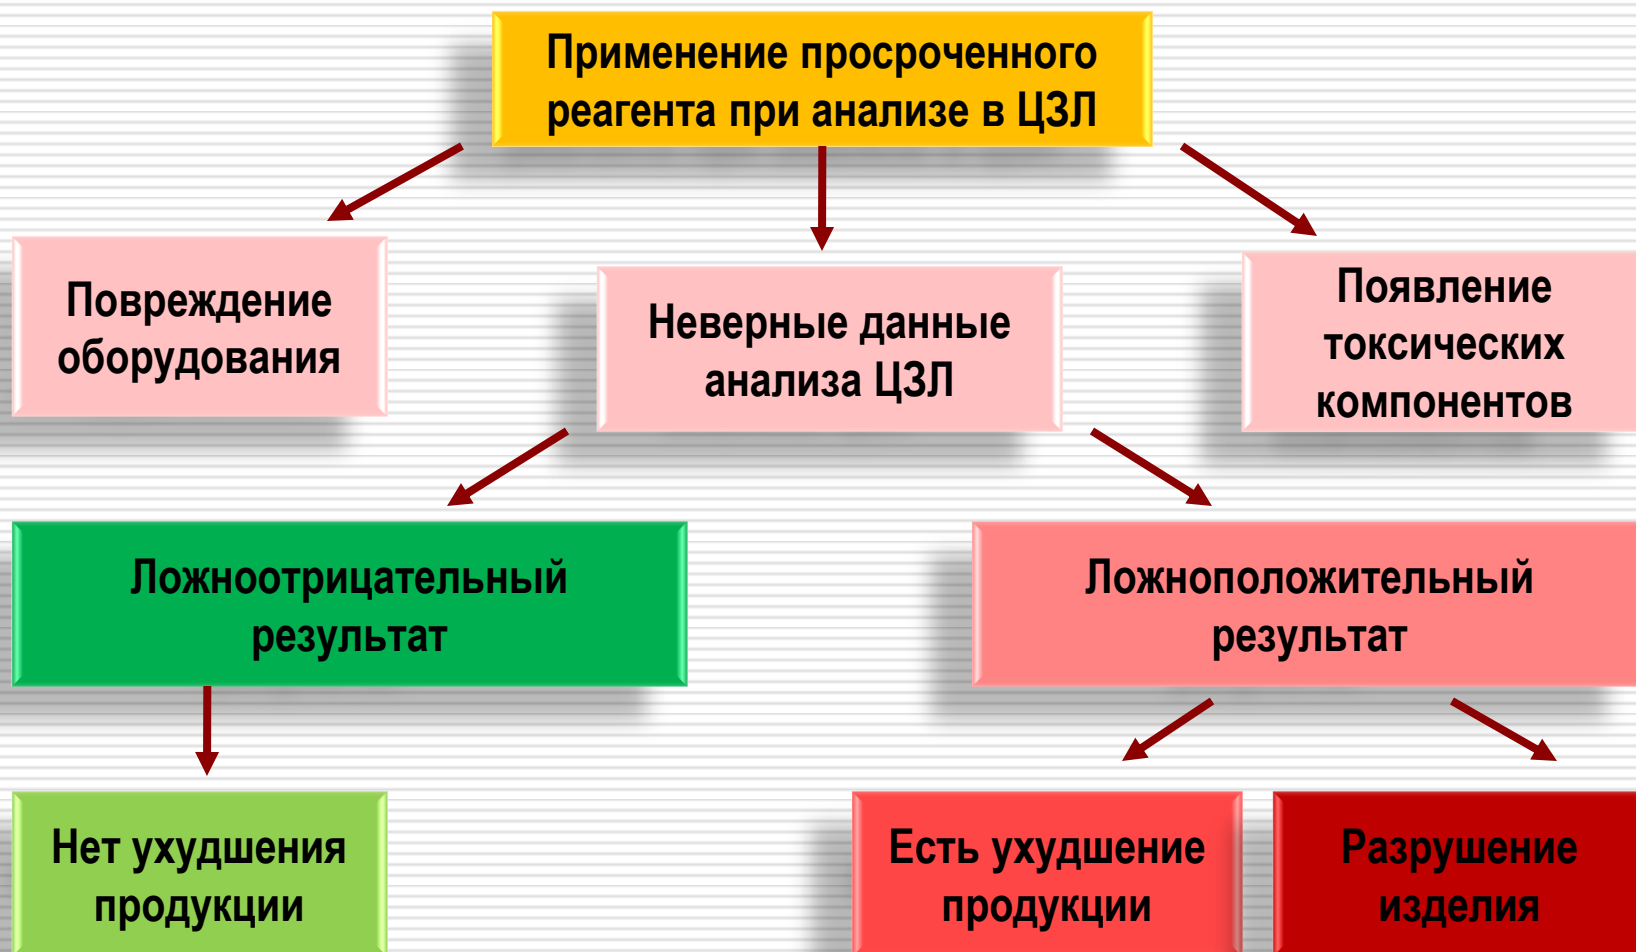 Применение просроченного
реагента при анализе в ЦЗЛ
Повреждение
оборудования
Неверные данные
анализа ЦЗЛ
Появление
токсических
компонентов
Ложноотрицательный
результат
Ложноположительный
результат
Нет ухудшения
продукции
Есть ухудшение
продукции
Разрушение
изделия